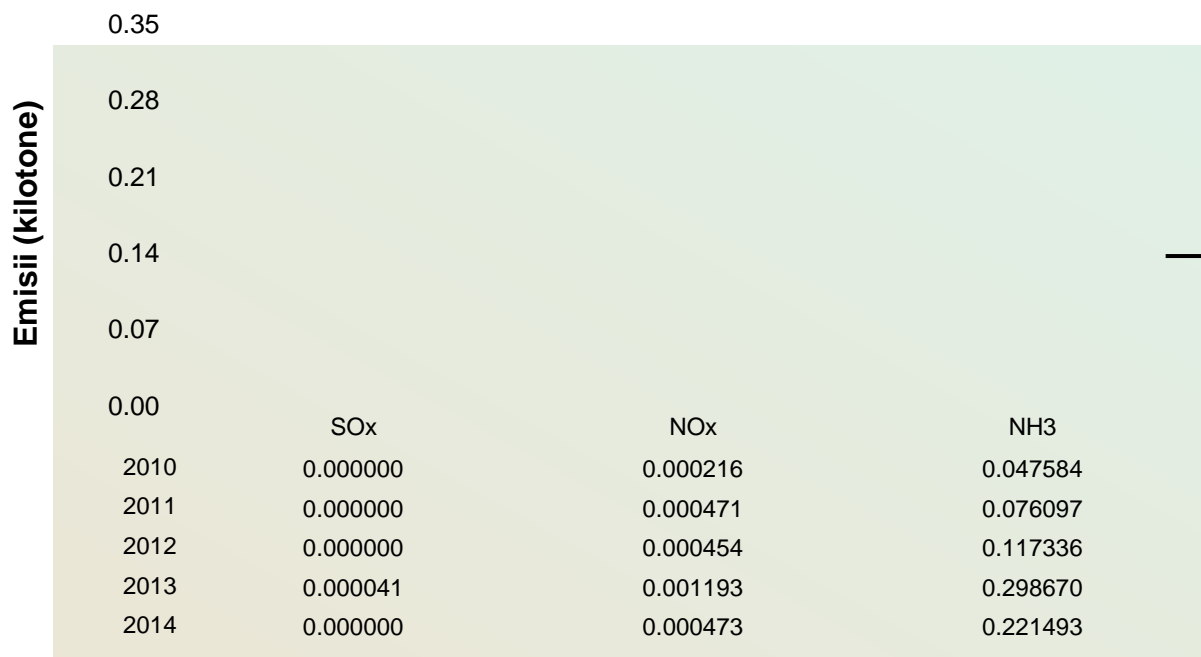 0.35
0.28
0.21
0.14
0.07
0.00
Emisii (kilotone)
SOx NOx NH3
2010 0.000000 0.000216 0.047584
2011 0.000000 0.000471 0.076097
2012 0.000000 0.000454 0.117336
2013 0.000041 0.001193 0.298670
2014 0.000000 0.000473 0.221493